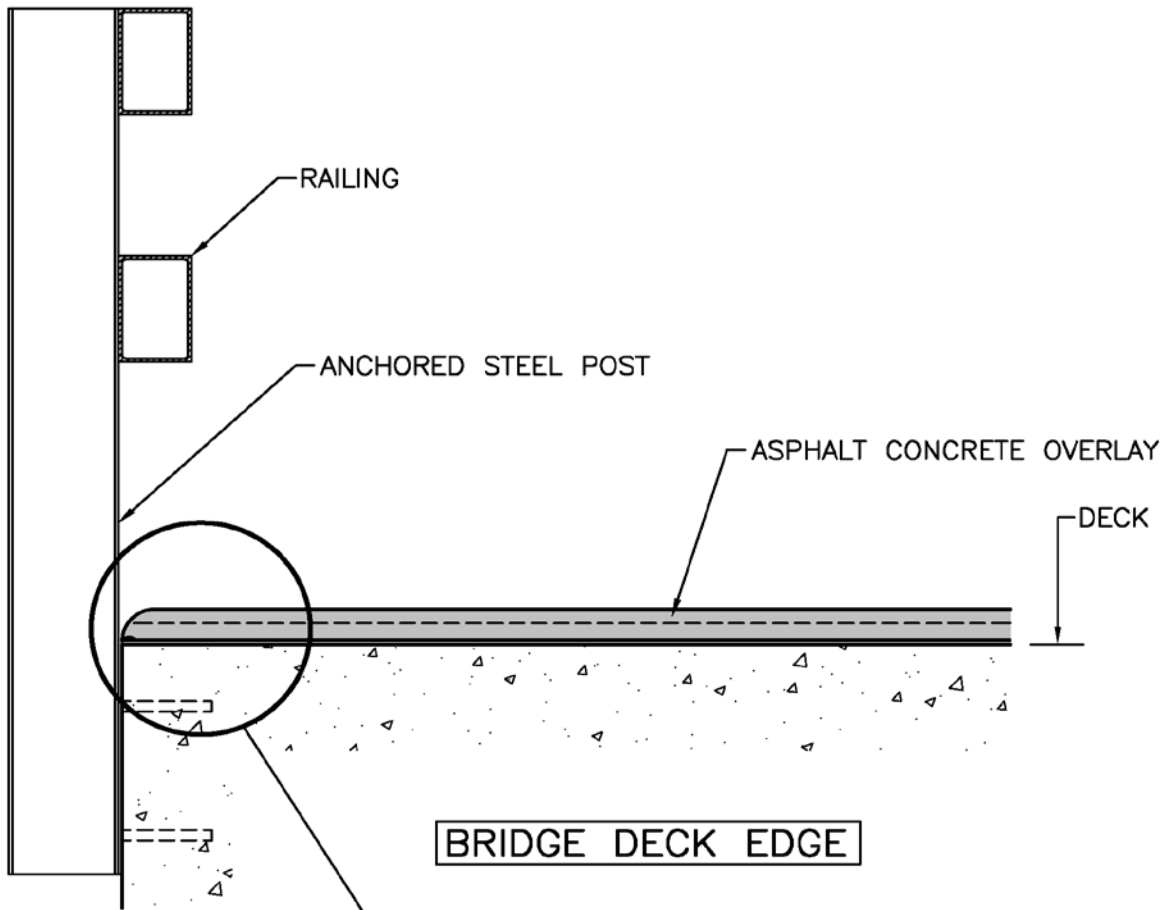 RAILING
ANCHORED STEEL POST
ASPHALT CONCRETE OVERLAY
DECK
BRIDGE DECK EDGE